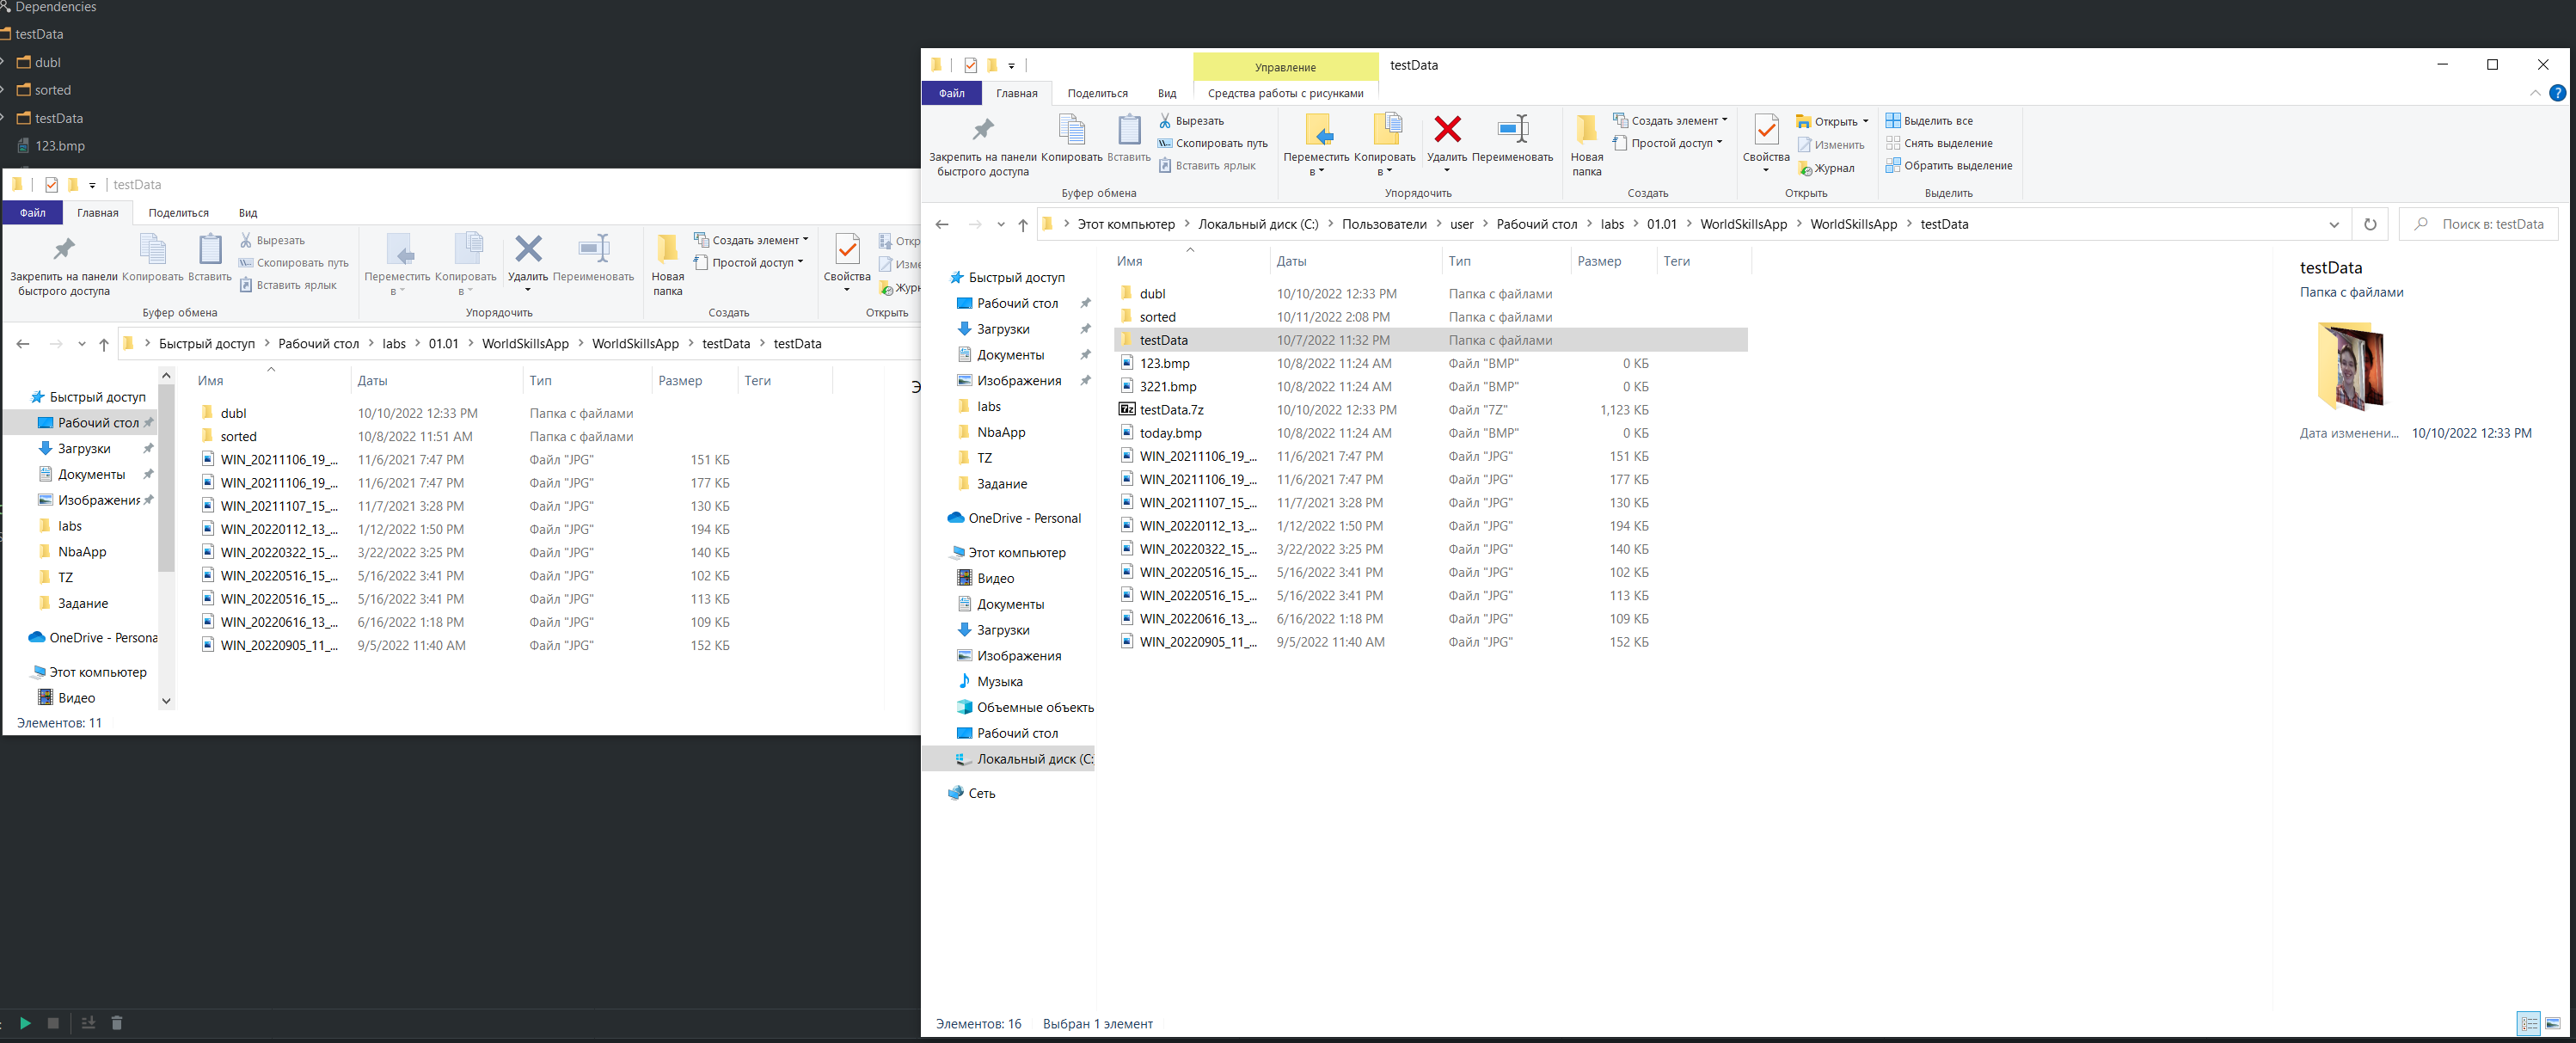 Dependencies
testData
dubl
sorted
testData
123.bmp
testData
Файл Главная Поделиться Вид
Закрепить на панели быстрого доступа
Копировать
Вставить
Вырезать
Скопировать путь
Вставить ярлык
Буфер обмена
Переместить в
Копировать в
Удалить
Переименовать
Упорядочить
Новая папка
Создать элемент
Простой доступ
Создать
Свойства
Открыть
Быстрый доступ Рабочий стол labs 01.01 WorldSkillsApp WorldSkillsApp testData testData
Быстрый доступ
Рабочий стол
Загрузки
Документы
Изображения
labs
NbaApp
TZ
Задание
OneDrive - Persona
Этот компьютер
Видео
Имя Даты Тип Размер Теги
dubl 10/10/2022 12:33 PM Папка с файлами
sorted 10/8/2022 11:51 AM Папка с файлами
WIN_20211106_19_... 11/6/2021 7:47 PM Файл "JPG" 151 КБ
WIN_20211106_19_... 11/6/2021 7:47 PM Файл "JPG" 177 КБ
WIN_20211107_15_... 11/7/2021 3:28 PM Файл "JPG" 130 КБ
WIN_20220112_13_... 1/12/2022 1:50 PM Файл "JPG" 194 КБ
WIN_20220322_15_... 3/22/2022 3:25 PM Файл "JPG" 140 КБ
WIN_20220516_15_... 5/16/2022 3:41 PM Файл "JPG" 102 КБ
WIN_20220516_15_... 5/16/2022 3:41 PM Файл "JPG" 113 КБ
WIN_20220616_13_... 6/16/2022 1:18 PM Файл "JPG" 109 КБ
WIN_20220905_11_... 9/5/2022 11:40 AM Файл "JPG" 152 КБ
Элементов: 11
Управление testData
Файл Главная Поделиться Вид Средства работы с рисунками
Закрепить на панели быстрого доступа
Копировать
Вставить
Вырезать
Скопировать путь
Вставить ярлык
Буфер обмена
Переместить в
Копировать в
Удалить
Переименовать
Упорядочить
Новая папка
Создать элемент
Простой доступ
Создать
Свойства
Открыть
Изменить
Журнал
Открыть
Выделить все
Снять выделение
Обратить выделение
Выделить
Этот компьютер Локальный диск (C:) Пользователи user Рабочий стол labs 01.01 WorldSkillsApp WorldSkillsApp testData
Поиск в: testData
Быстрый доступ
Рабочий стол
Загрузки
Документы
Изображения
labs
NbaApp
TZ
Задание
OneDrive - Personal
Этот компьютер
Видео
Документы
Загрузки
Изображения
Музыка
Объемные объекты
Рабочий стол
Локальный диск (C:
Сеть
Имя Даты Тип Размер Теги
dubl 10/10/2022 12:33 PM Папка с файлами
sorted 10/11/2022 2:08 PM Папка с файлами
testData 10/7/2022 11:32 PM Папка с файлами
123.bmp 10/8/2022 11:24 AM Файл "BMP" 0 КБ
3221.bmp 10/8/2022 11:24 AM Файл "BMP" 0 КБ
testData.7z 10/10/2022 12:33 PM Файл "7Z" 1,123 КБ
today.bmp 10/8/2022 11:24 AM Файл "BMP" 0 КБ
WIN_20211106_19_... 11/6/2021 7:47 PM Файл "JPG" 151 КБ
WIN_20211106_19_... 11/6/2021 7:47 PM Файл "JPG" 177 КБ
WIN_20211107_15_... 11/7/2021 3:28 PM Файл "JPG" 130 КБ
WIN_20220112_13_... 1/12/2022 1:50 PM Файл "JPG" 194 КБ
WIN_20220322_15_... 3/22/2022 3:25 PM Файл "JPG" 140 КБ
WIN_20220516_15_... 5/16/2022 3:41 PM Файл "JPG" 102 КБ
WIN_20220516_15_... 5/16/2022 3:41 PM Файл "JPG" 113 КБ
WIN_20220616_13_... 6/16/2022 1:18 PM Файл "JPG" 109 КБ
WIN_20220905_11_... 9/5/2022 11:40 AM Файл "JPG" 152 КБ
testData
Папка с файлами
Дата изменени... 10/10/2022 12:33 PM
Элементов: 16 Выбран 1 элемент